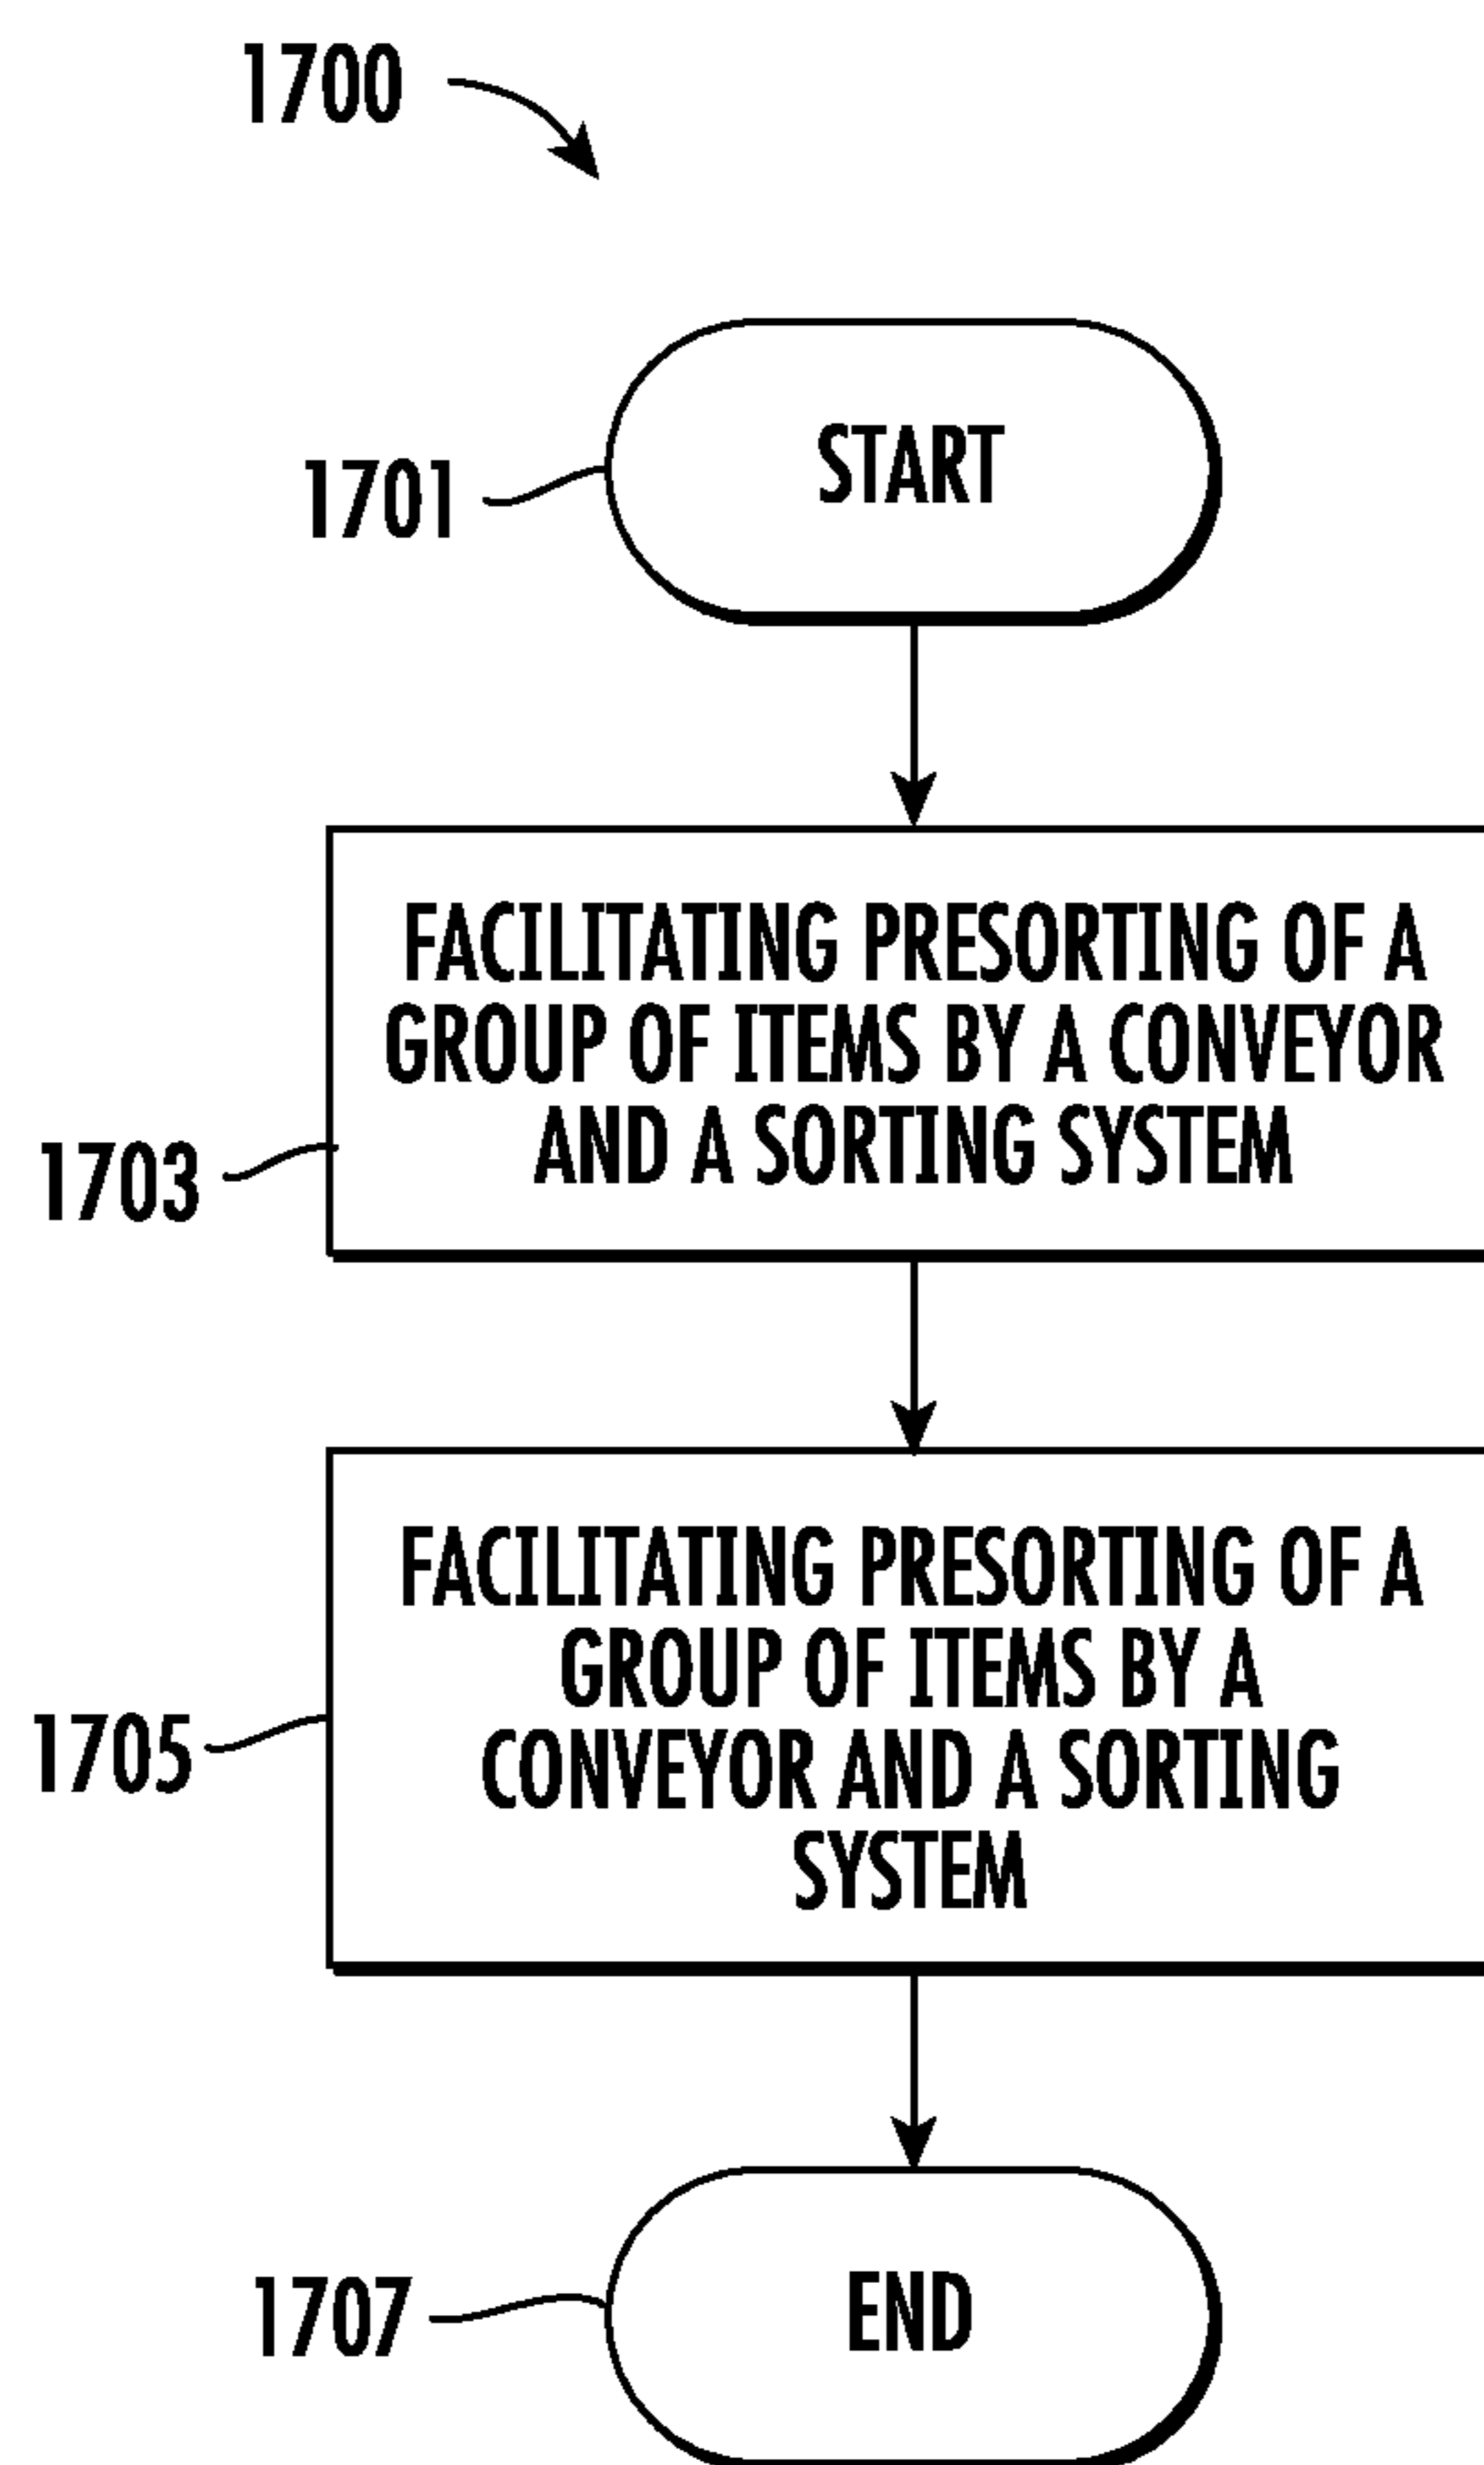 1700
START
1701
FACILITATING PRESORTING OF A
GROUP OF ITEMS BY A CONVEYOR
AND A SORTING SYSTEM
1703
FACILITATING PRESORTING OF A
GROUP OF ITEMS BY A
CONVEYOR AND A SORTING
SYSTEM
1705
END
1707